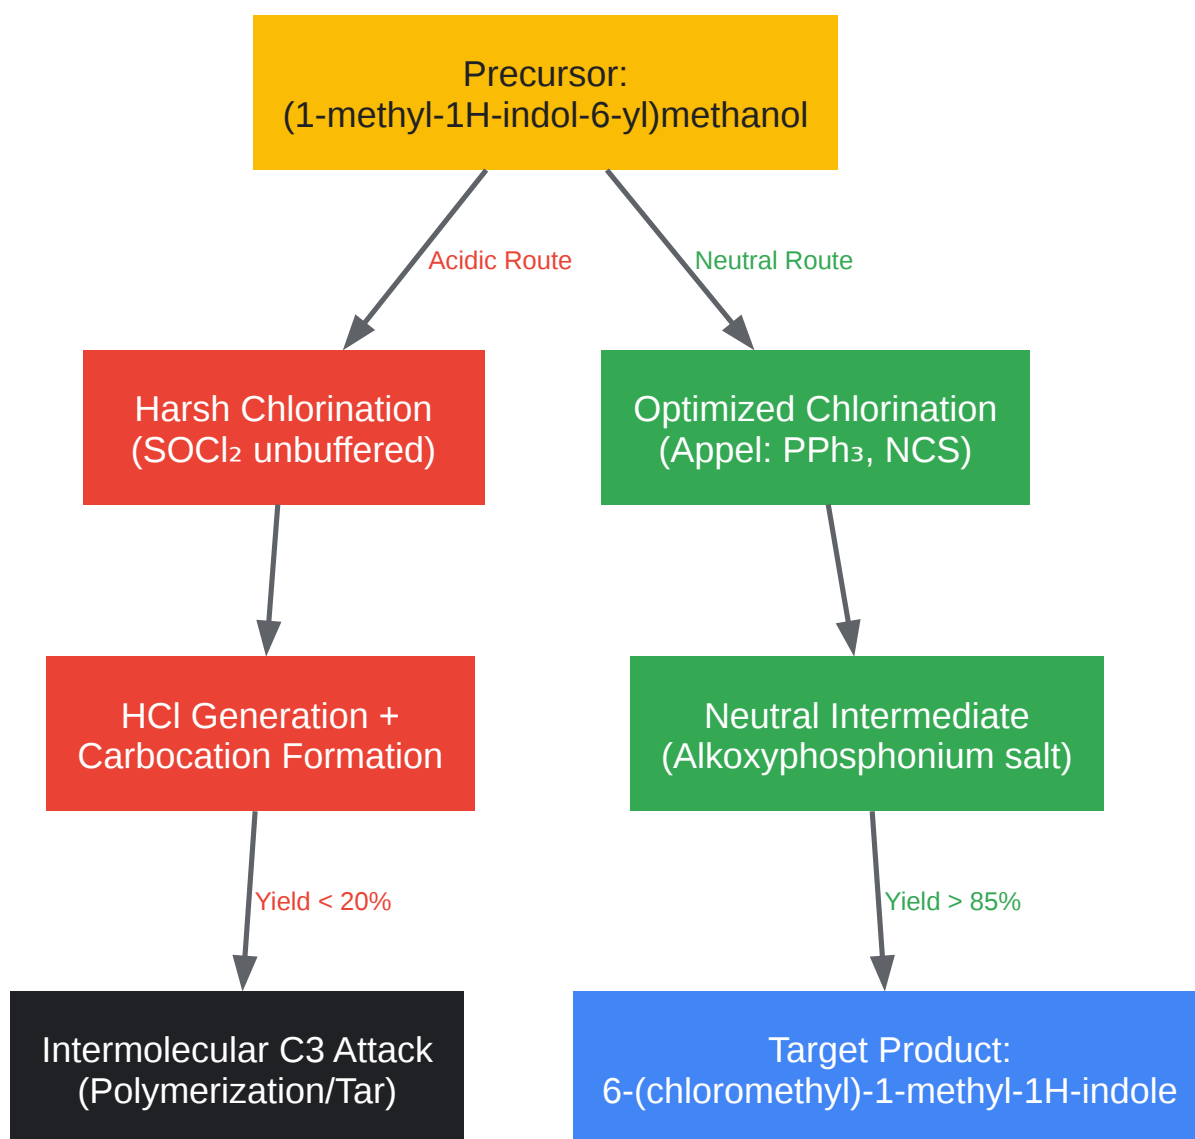 Precursor:
(1-methyl-1H-indol-6-yl)methanol
Acidic Route
Neutral Route
Harsh Chlorination
(SOCl₂ unbuffered)
Optimized Chlorination
(Appel: PPh₃, NCS)
HCl Generation +
Carbocation Formation
Neutral Intermediate
(Alkoxyphosphonium salt)
Yield < 20%
Yield > 85%
Intermolecular C3 Attack
(Polymerization/Tar)
Target Product:
6-(chloromethyl)-1-methyl-1H-indole